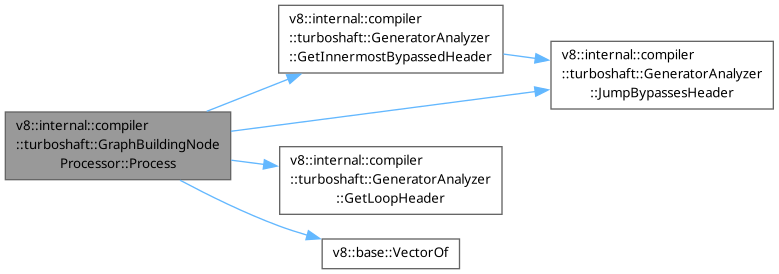 v8::internal::compiler
::turboshaft::GeneratorAnalyzer
::GetInnermostBypassedHeader
v8::internal::compiler
::turboshaft::GeneratorAnalyzer
::JumpBypassesHeader
v8::internal::compiler
::turboshaft::GraphBuildingNode
Processor::Process
v8::internal::compiler
::turboshaft::GeneratorAnalyzer
::GetLoopHeader
v8::base::VectorOf